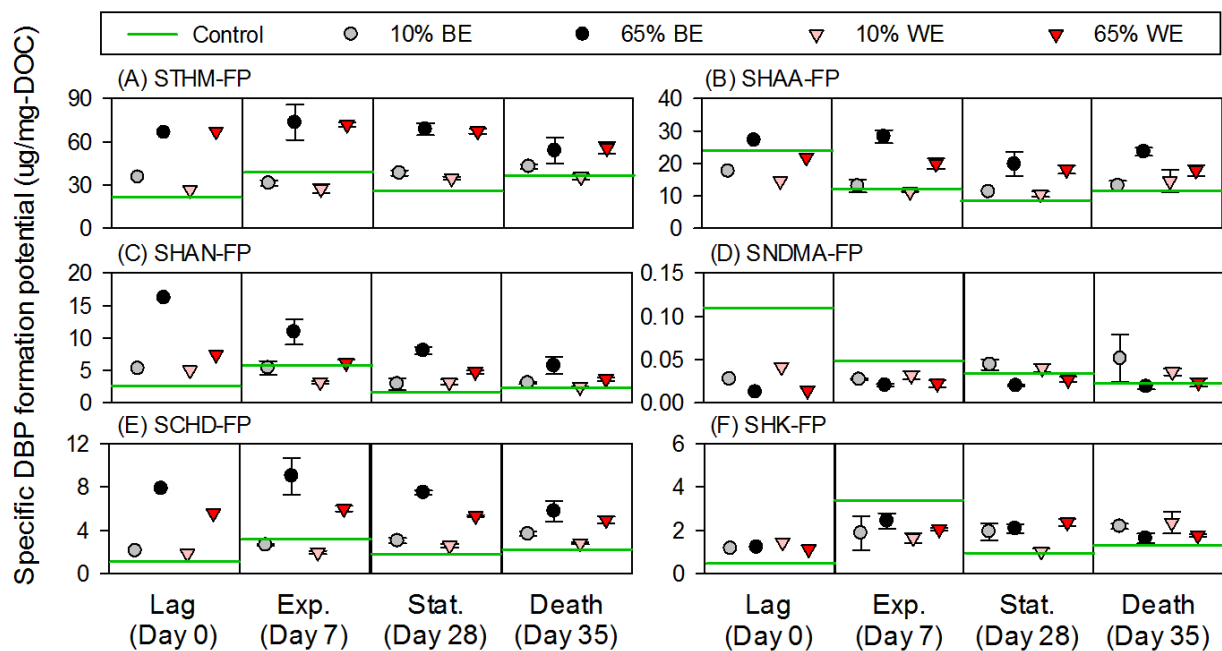 Control 10% BE 65% BE 10% WE 65% WE
Specific DBP formation potential (ug/mg-DOC)
(A) STHM-FP
90
60
30
0
(B) SHAA-FP
40
30
20
10
0
(C) SHAN-FP
20
15
10
5
0
(D) SNDMA-FP
0.15
0.10
0.05
0.00
(E) SCHD-FP
12
8
4
0
(F) SHK-FP
6
4
2
0
Lag Exp. Stat. Death
(Day 0) (Day 7) (Day 28) (Day 35)
Lag Exp. Stat. Death
(Day 0) (Day 7) (Day 28) (Day 35)